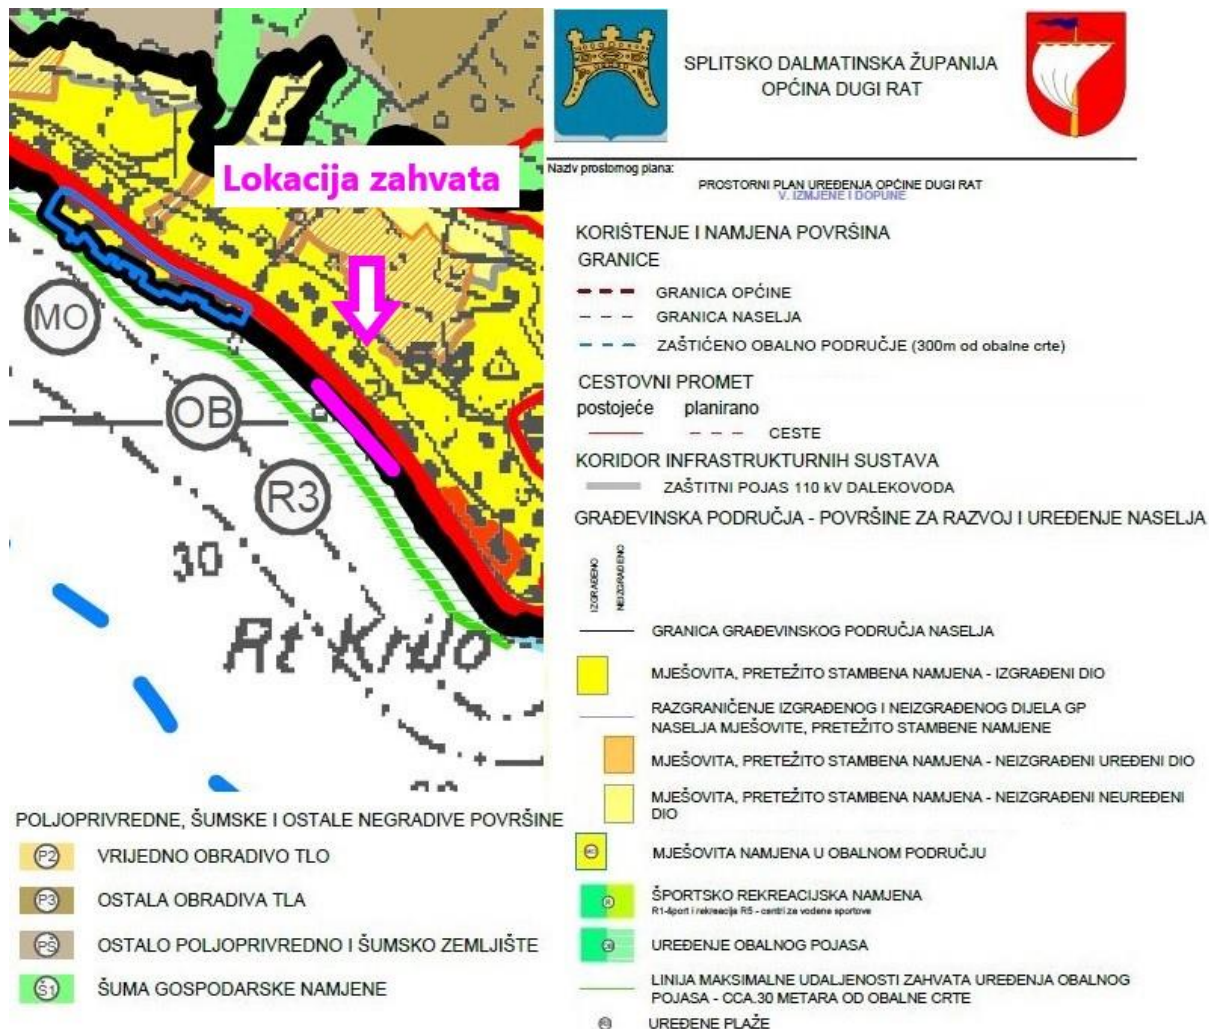 Lokacija zahvata
MO
OB
R3
30
Rt Krilo
SPLITSKO DALMATINSKA ŽUPANIJA
OPĆINA DUGI RAT
Naziv prostornog plana:
PROSTORNI PLAN UREĐENJA OPĆINE DUGI RAT
V. IZMJENE I DOPUNE
KORIŠTENJE I NAMJENA POVRŠINA
GRANICE
GRANICA OPĆINE
GRANICA NASELJA
ZAŠTIĆENO OBALNO PODRUČJE (300m od obalne crte)
CESTOVNI PROMET
postojeće planirano
CESTE
KORIDOR INFRASTRUKTURNIH SUSTAVA
ZAŠTITNI POJAS 110 kV DALEKOVODA
GRAĐEVINSKA PODRUČJA - POVRŠINE ZA RAZVOJ I UREĐENJE NASELJA
IZGRAĐENO
NEIZGRAĐENO
GRANICA GRAĐEVINSKOG PODRUČJA NASELJA
MJEŠOVITA, PRETEŽITO STAMBENA NAMJENA - IZGRAĐENI DIO
RAZGRANIČENJE IZGRAĐENOG I NEIZGRAĐENOG DIJELA GP
NASELJA MJEŠOVITE, PRETEŽITO STAMBENE NAMJENE
MJEŠOVITA, PRETEŽITO STAMBENA NAMJENA - NEIZGRAĐENI UREĐENI DIO
MJEŠOVITA, PRETEŽITO STAMBENA NAMJENA - NEIZGRAĐENI NEUREĐENI
DIO
MJEŠOVITA NAMJENA U OBALNOM PODRUČJU
ŠPORTSKO REKREACIJSKA NAMJENA
R1-šport i rekreacija R5 - centri za vodene sportove
UREĐENJE OBALNOG POJASA
LINIJA MAKSIMALNE UDALJENOSTI ZAHVATA UREĐENJA OBALNOG
POJASA - CCA.30 METARA OD OBALNE CRTE
UREĐENE PLAŽE
POLJOPRIVREDNE, ŠUMSKE I OSTALE NEGRADIVE POVRŠINE
P2 VRIJEDNO OBRADIVO TLO
P3 OSTALA OBRADIVA TLA
PŠ OSTALO POLJOPRIVREDNO I ŠUMSKO ZEMLJIŠTE
Š1 ŠUMA GOSPODARSKE NAMJENE